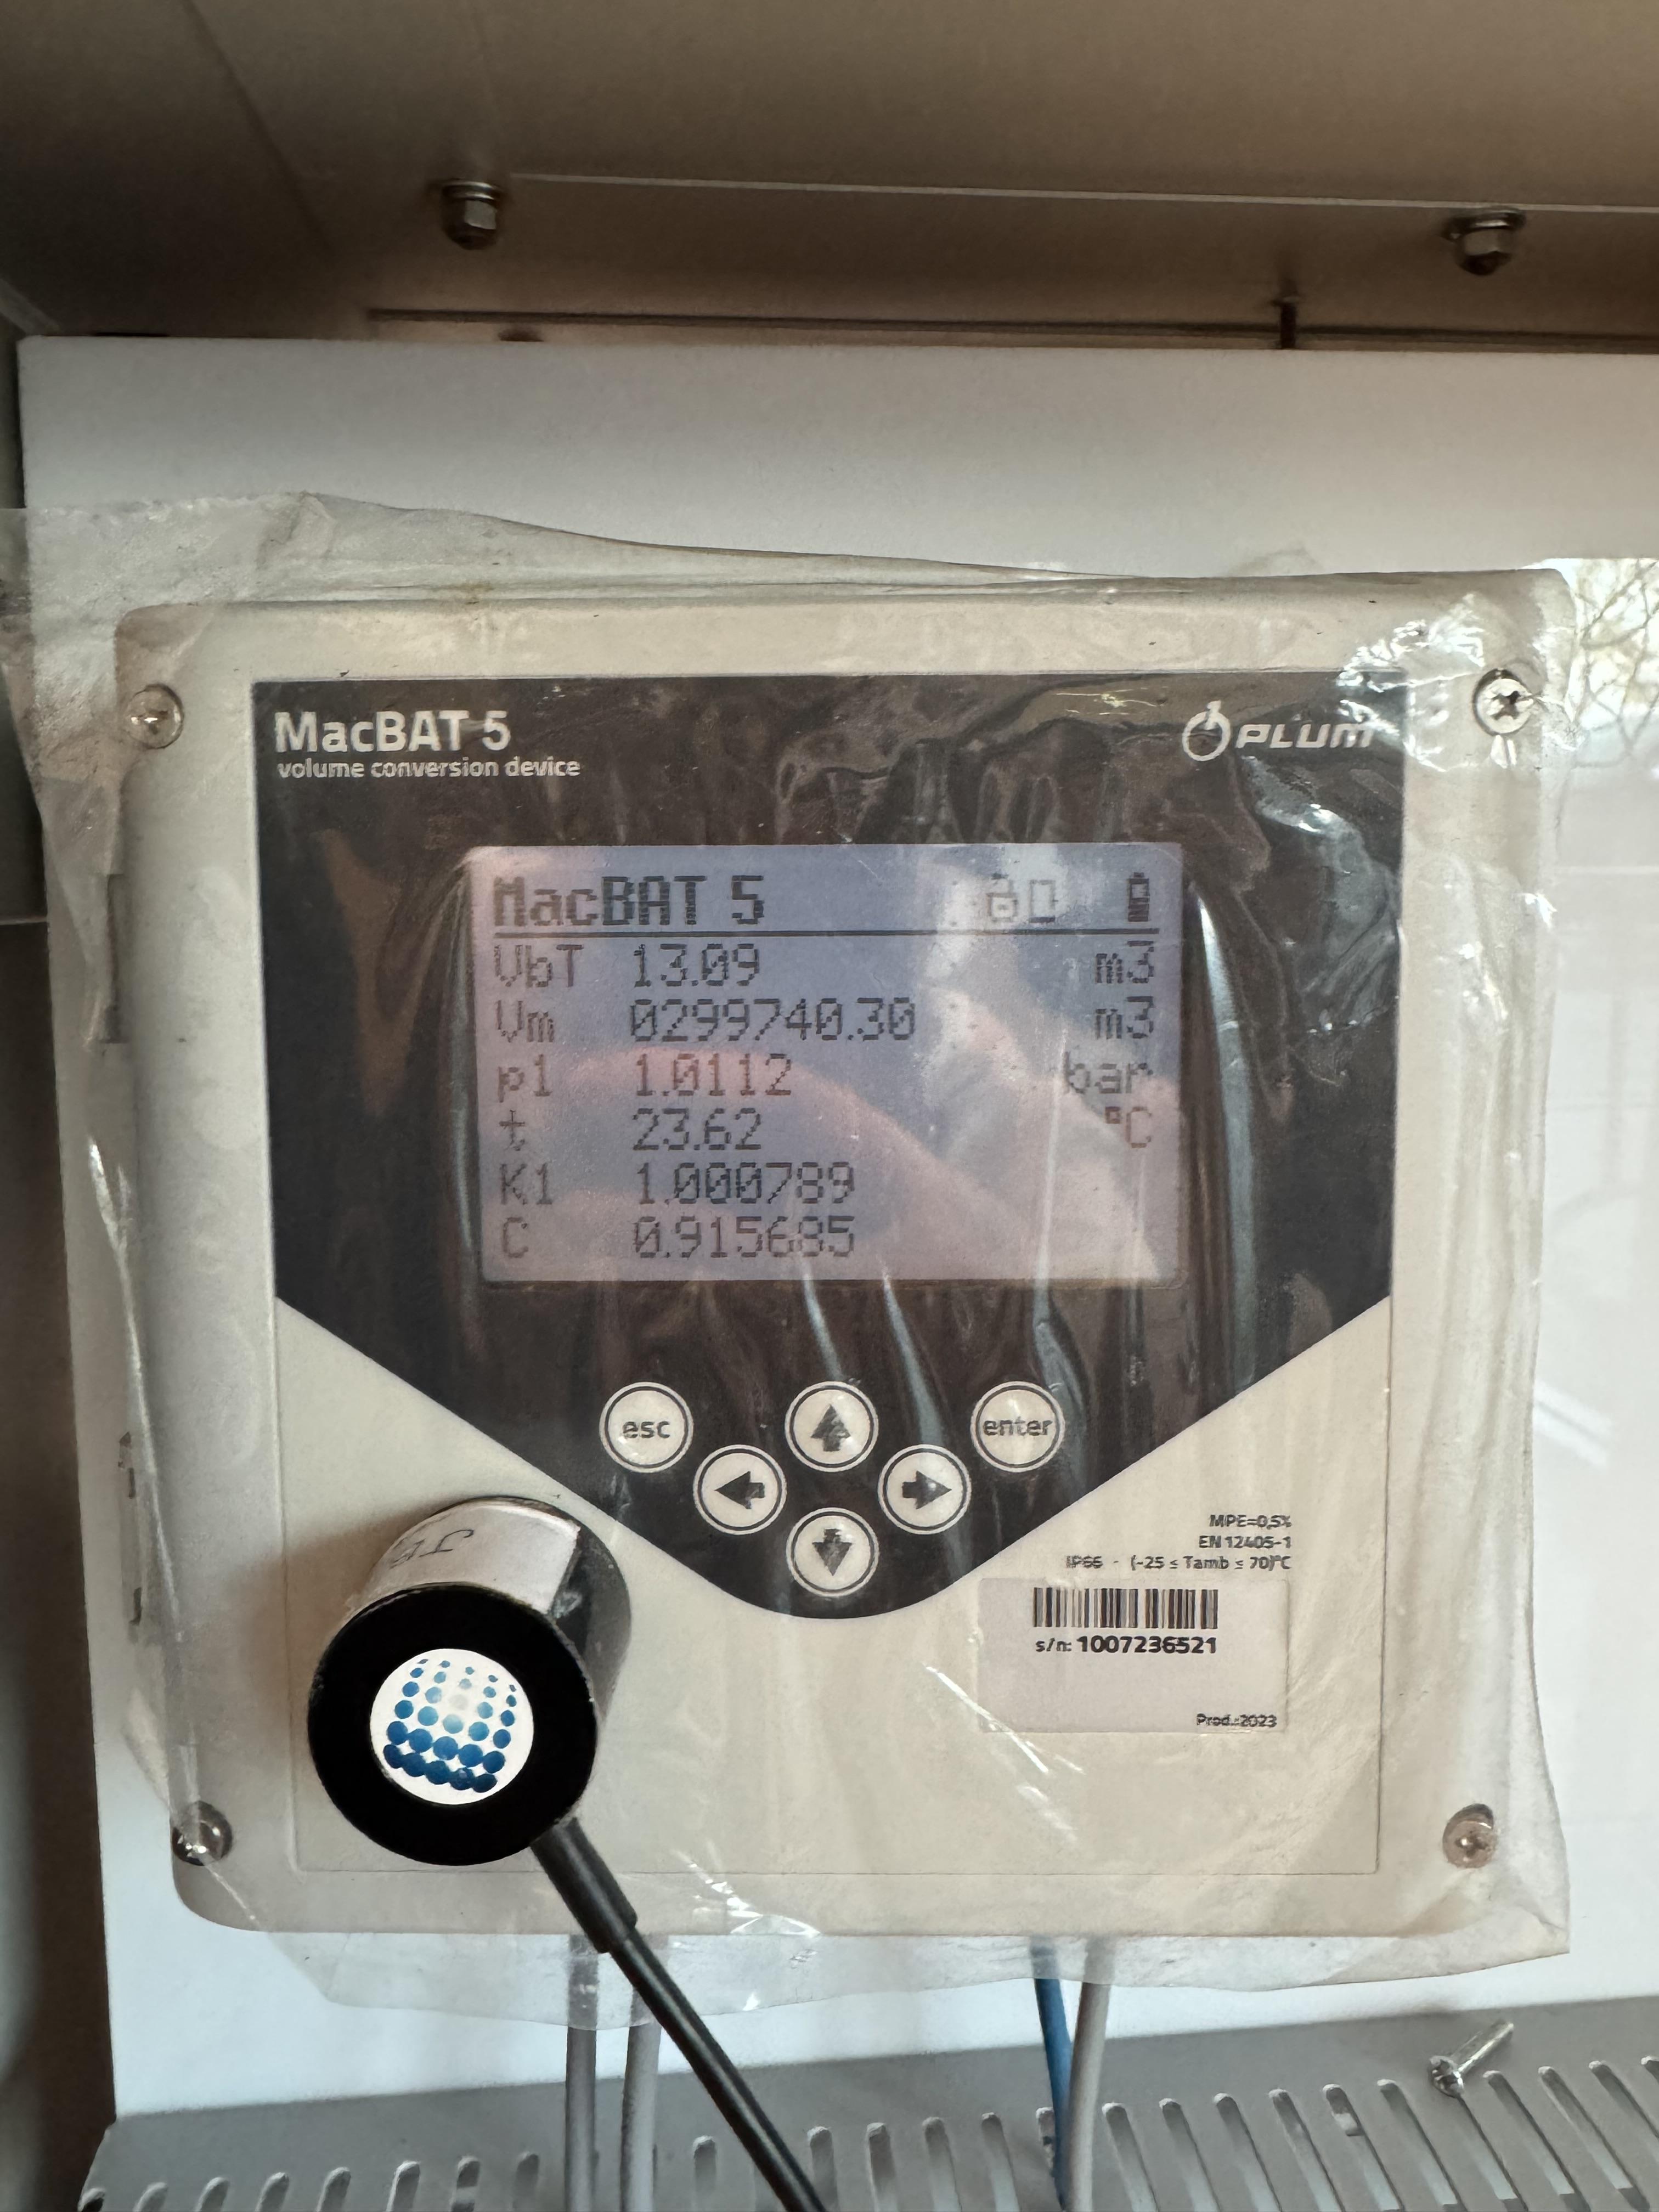 MacBAT 5
volume conversion device
PLUM
MacBAT 5
VbT 13.09 m3
Vm 0299740.30 m3
p1 1.0112 bar
t 23.62 °C
K1 1.000789
C 0.915685
esc
enter
MPE=0,5%
EN 12405-1
IP66 - (-25 ≤ Tamb ≤ 70)°C
s/n: 1007236521
Prod.:2023